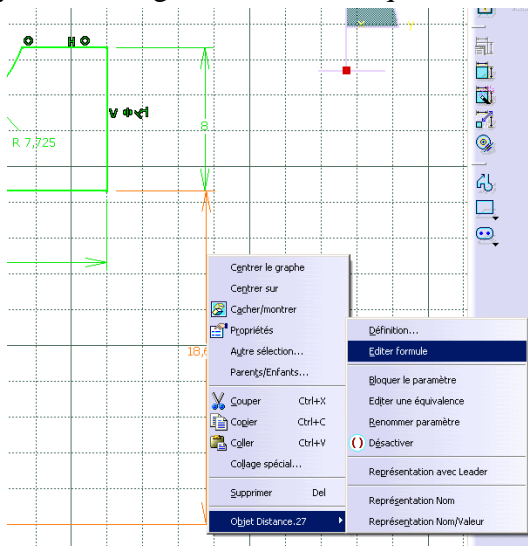 H
V
R 7,725
8
Centrer le graphe
Centrer sur
Cacher/montrer
Propriétés
Autre sélection...
Parents/Enfants...
Couper Ctrl+X
Copier Ctrl+C
Coller Ctrl+V
Collage spécial...
Supprimer Del
Objet Distance.27
Définition...
Editer formule
Bloquer le paramètre
Editer une équivalence
Renommer paramètre
Désactiver
Représentation avec Leader
Représentation Nom
Représentation Nom/Valeur